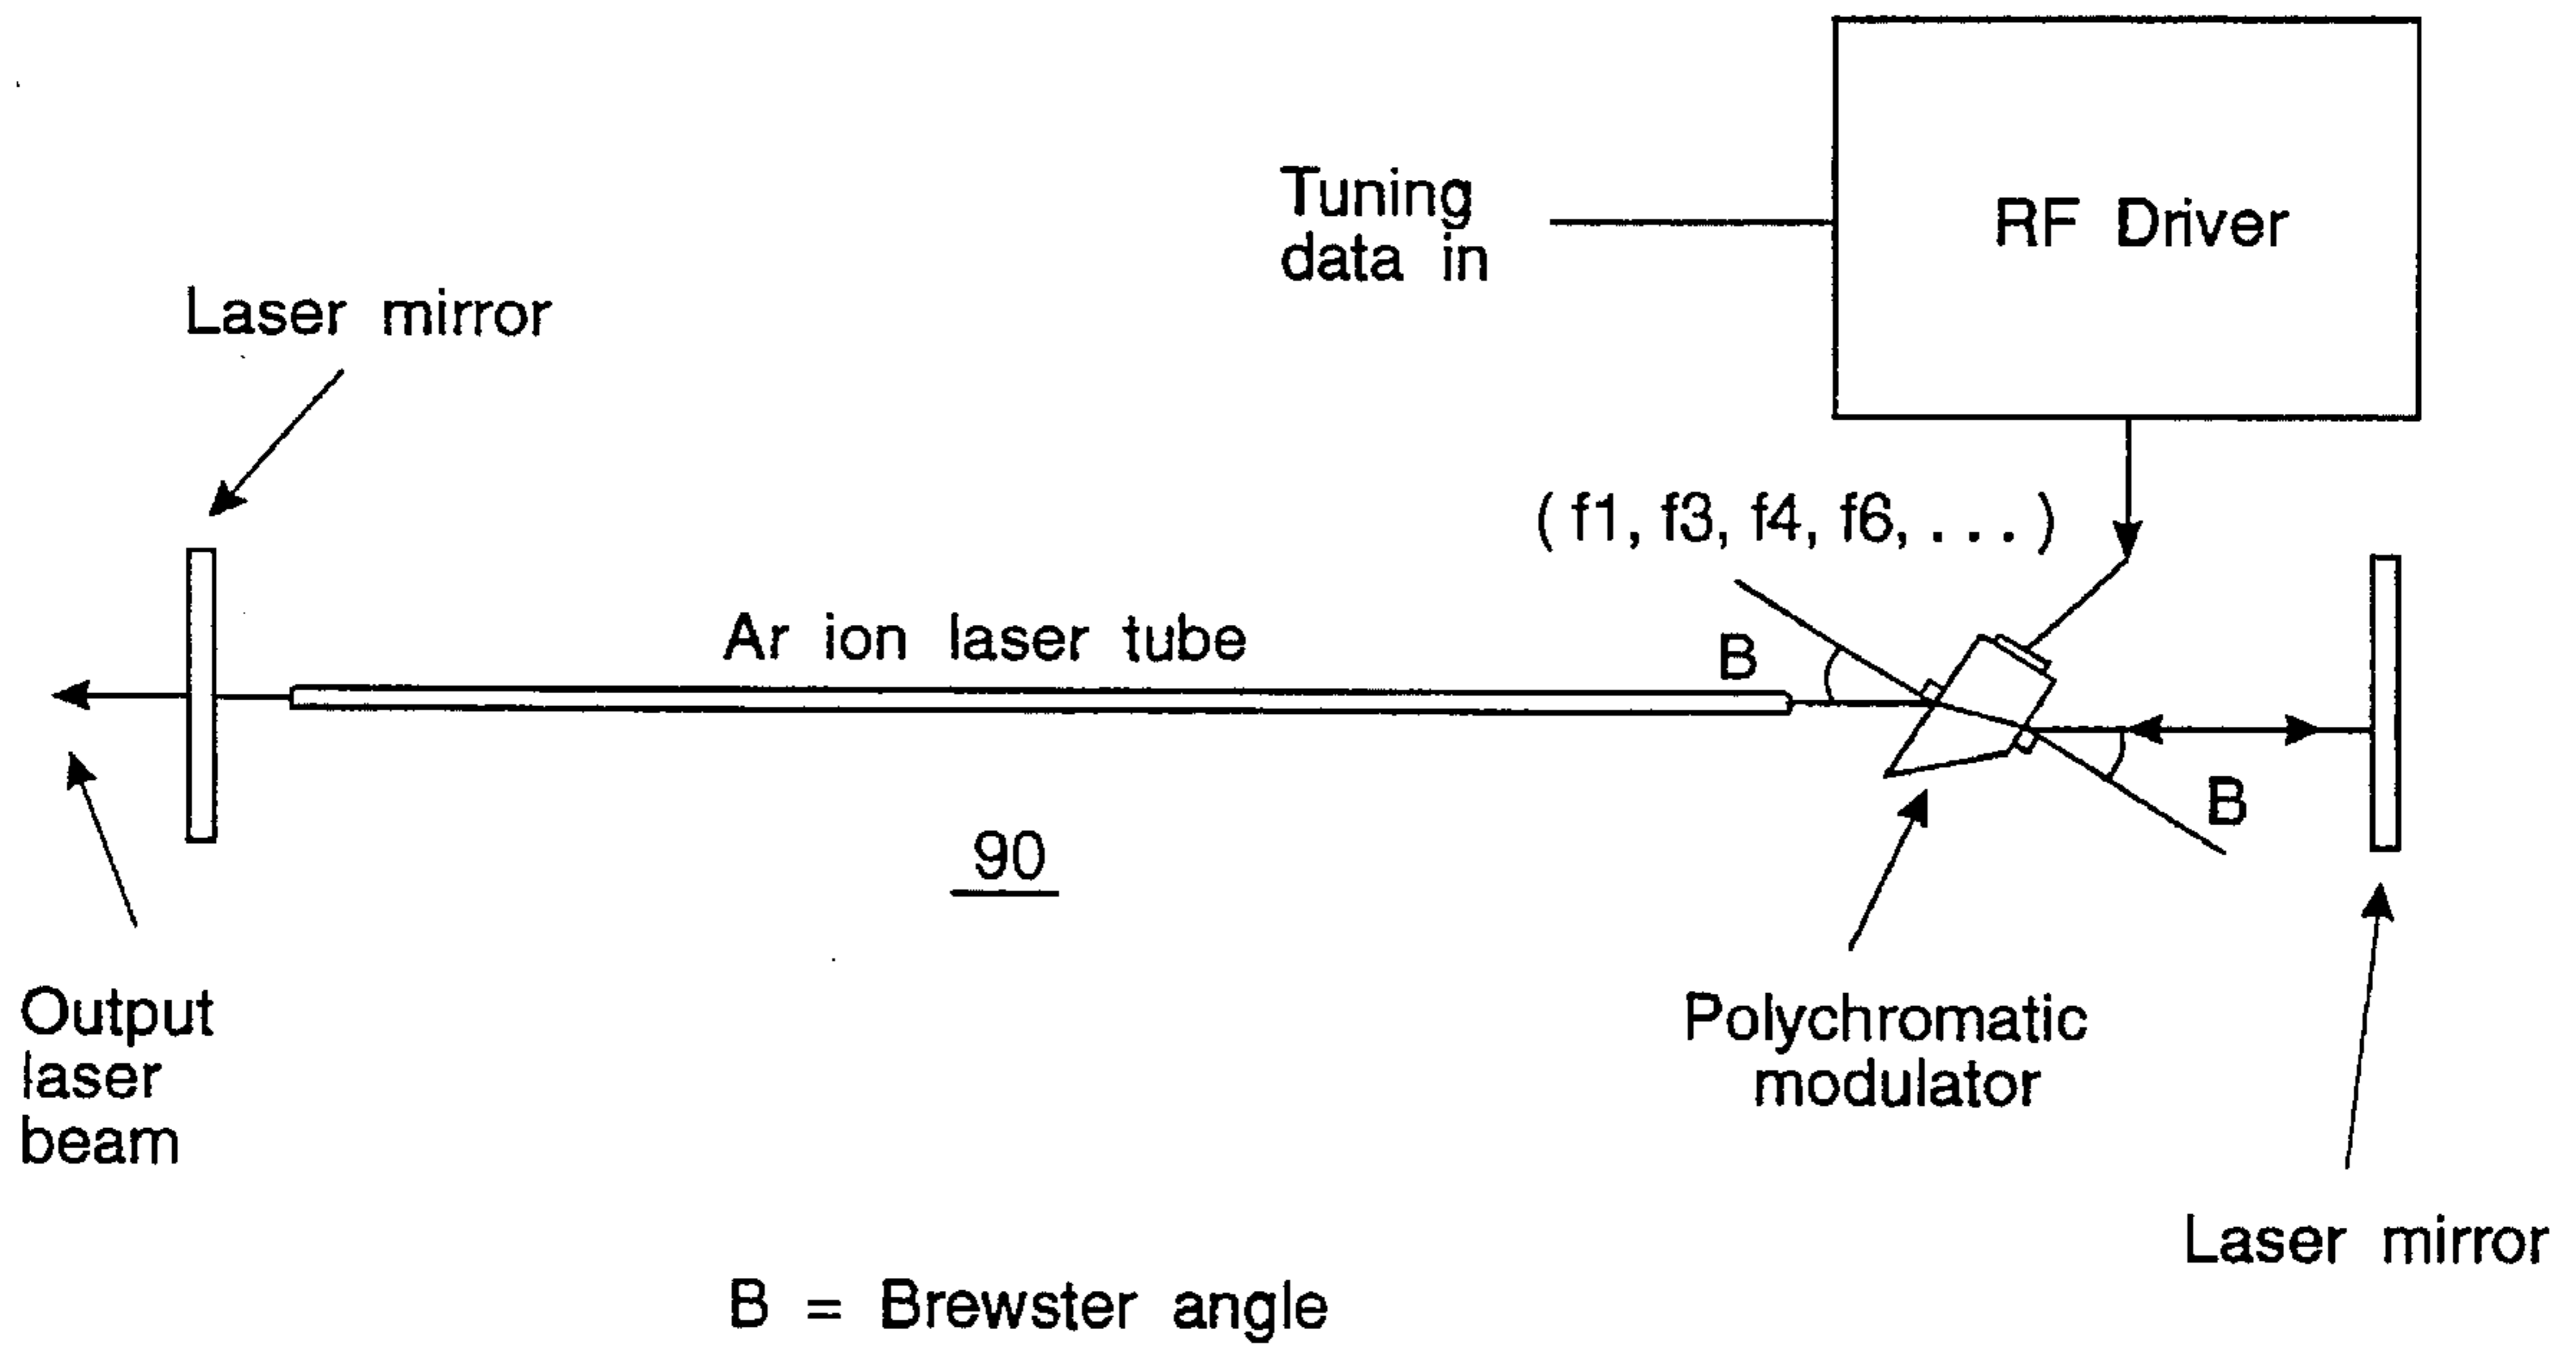 RF Driver
Tuning
data in
Laser mirror
( f1, f3, f4, f6, . . . )
Ar ion laser tube
B
B
90
Output
laser
beam
Polychromatic
modulator
Laser mirror
B = Brewster angle